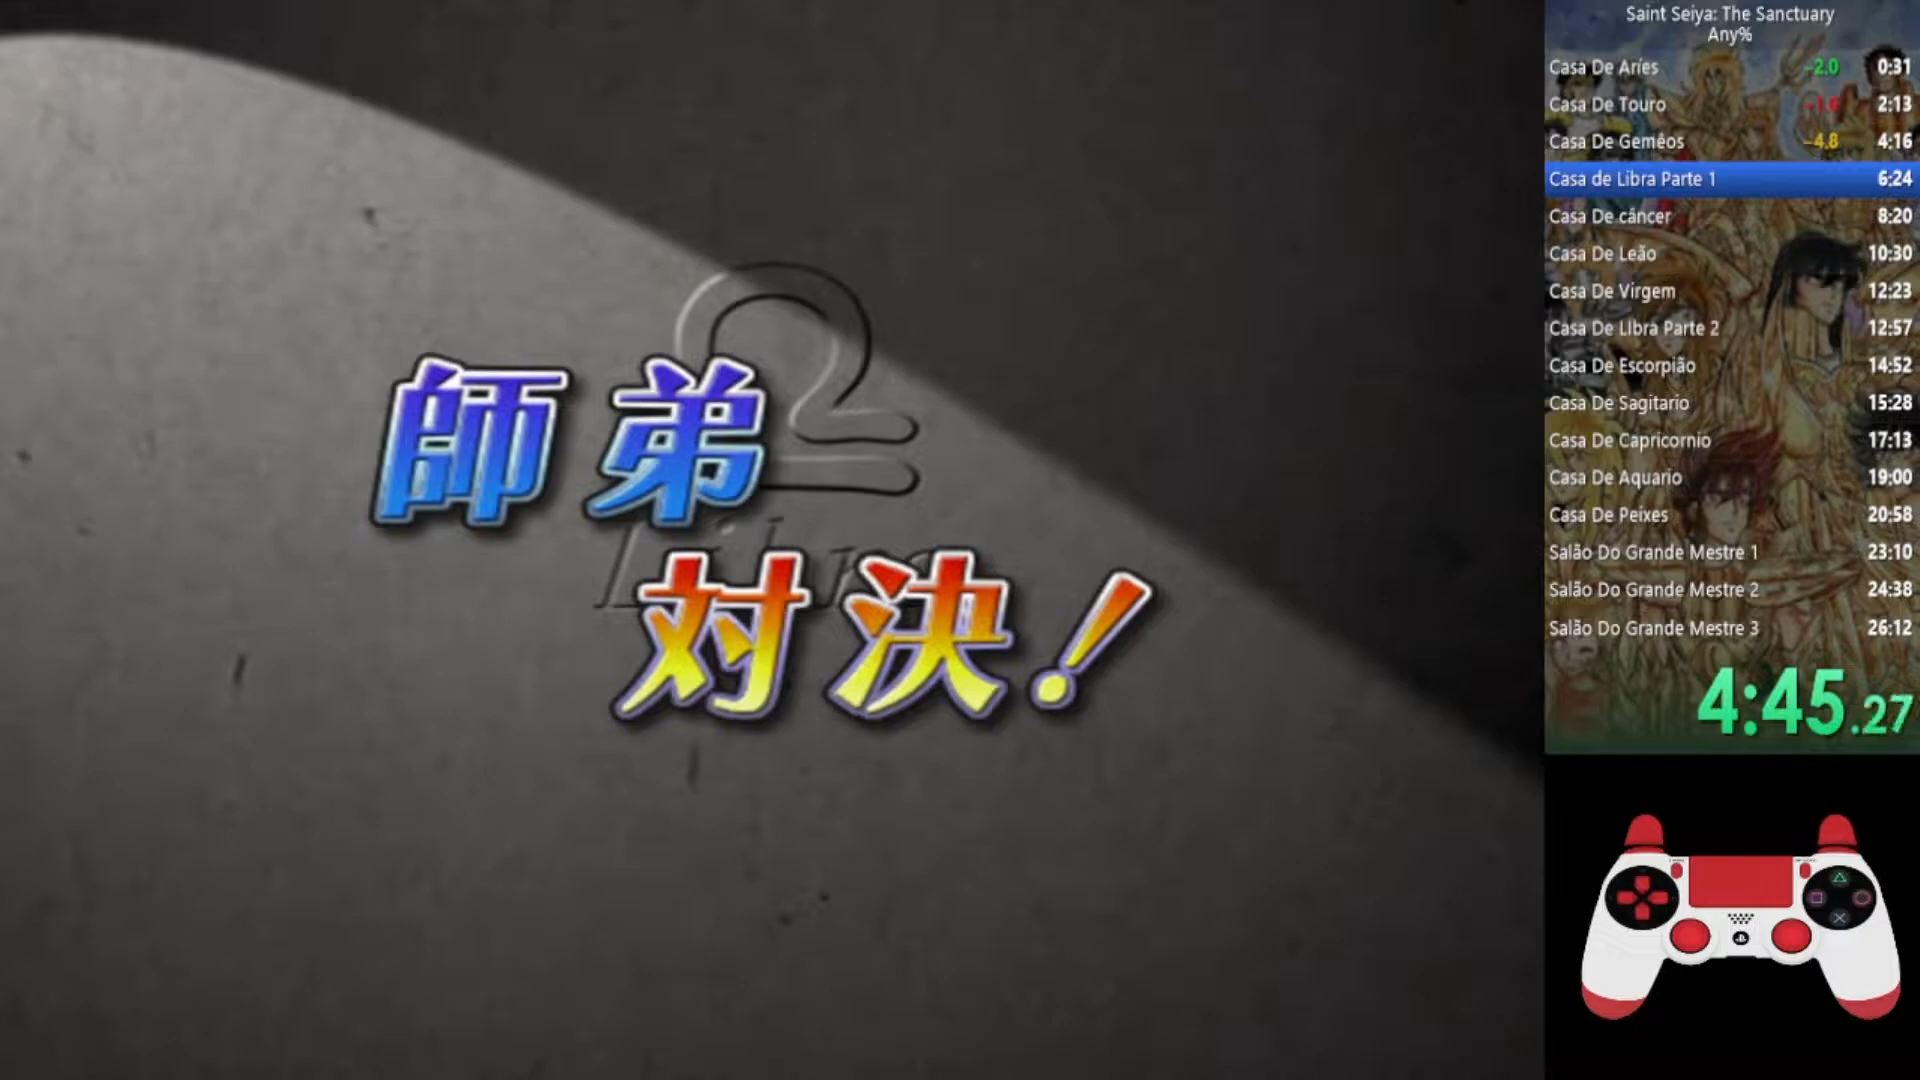 師弟
対決!
Saint Seiya: The Sanctuary
Any%
Casa De Aríes -2.0 0:31
Casa De Touro -1.6 2:13
Casa De Gemêos -4.8 4:16
Casa de Libra Parte 1 6:24
Casa De câncer 8:20
Casa De Leão 10:30
Casa De Virgem 12:23
Casa De LIbra Parte 2 12:57
Casa De Escorpião 14:52
Casa De Sagitario 15:28
Casa De Capricornio 17:13
Casa De Aquario 19:00
Casa De Peixes 20:58
Salão Do Grande Mestre 1 23:10
Salão Do Grande Mestre 2 24:38
Salão Do Grande Mestre 3 26:12
4:45.27